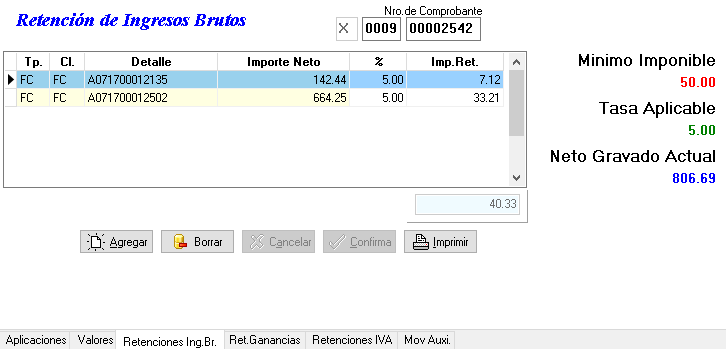 Retención de Ingresos Brutos
Nro.de Comprobante
X 0009 00002542
Tp. Cl. Detalle Importe Neto % Imp.Ret.
FC FC A071700012135 142.44 5.00 7.12
FC FC A071700012502 664.25 5.00 33.21
40.33
Minimo Imponible
50.00
Tasa Aplicable
5.00
Neto Gravado Actual
806.69
Agregar Borrar Cancelar Confirma Imprimir
Aplicaciones Valores Retenciones Ing.Br. Ret.Ganancias Retenciones IVA Mov Auxi.